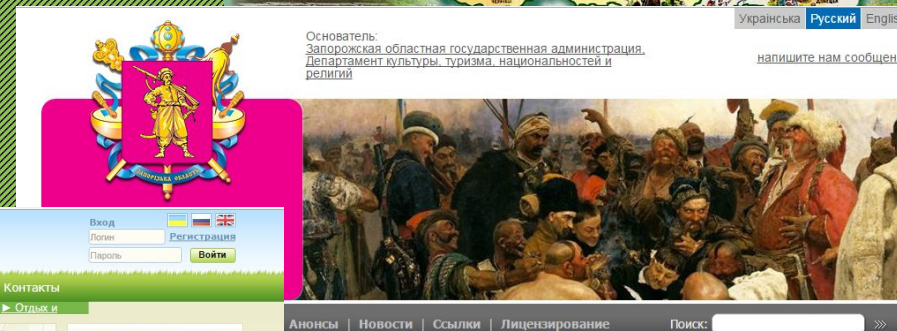 Українська Русский Englis
Основатель:
Запорожская областная государственная администрация,
Департамент культуры, туризма, национальностей и
религий
напишите нам сообщен
ЗАПОРІЗЬКА ОБЛАСТЬ
Вход
Логин
Регистрация
Пароль
Войти
Контакты
► Отдых и
Анонсы | Новости | Ссылки | Лицензирование
Поиск: